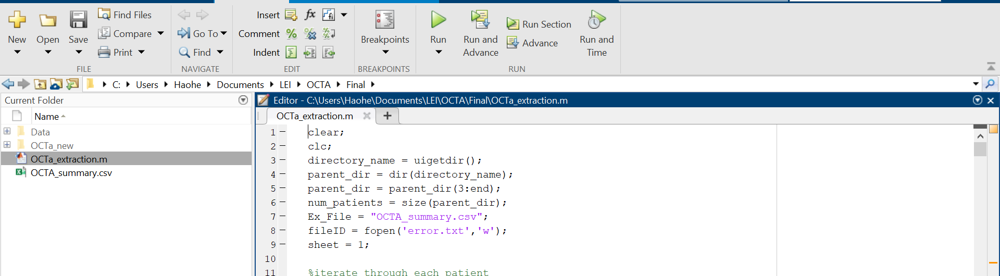 Insert fx fi
Find Files
Compare Go To Comment % %
Print Find Indent
New Open Save Breakpoints Run Run and Advance Run Section Advance Run and Time
FILE NAVIGATE EDIT BREAKPOINTS RUN
C: Users Haohe Documents LEI OCTA Final
Current Folder
Name
Data
OCTa_new
OCTa_extraction.m
OCTA_summary.csv
Editor - C:\Users\Haohe\Documents\LEI\OCTA\Final\OCTa_extraction.m
OCTa_extraction.m
1 clear;
2 clc;
3 directory_name = uigetdir();
4 parent_dir = dir(directory_name);
5 parent_dir = parent_dir(3:end);
6 num_patients = size(parent_dir);
7 Ex_File = "OCTA_summary.csv";
8 fileID = fopen('error.txt','w');
9 sheet = 1;
10
11 %iterate through each patient